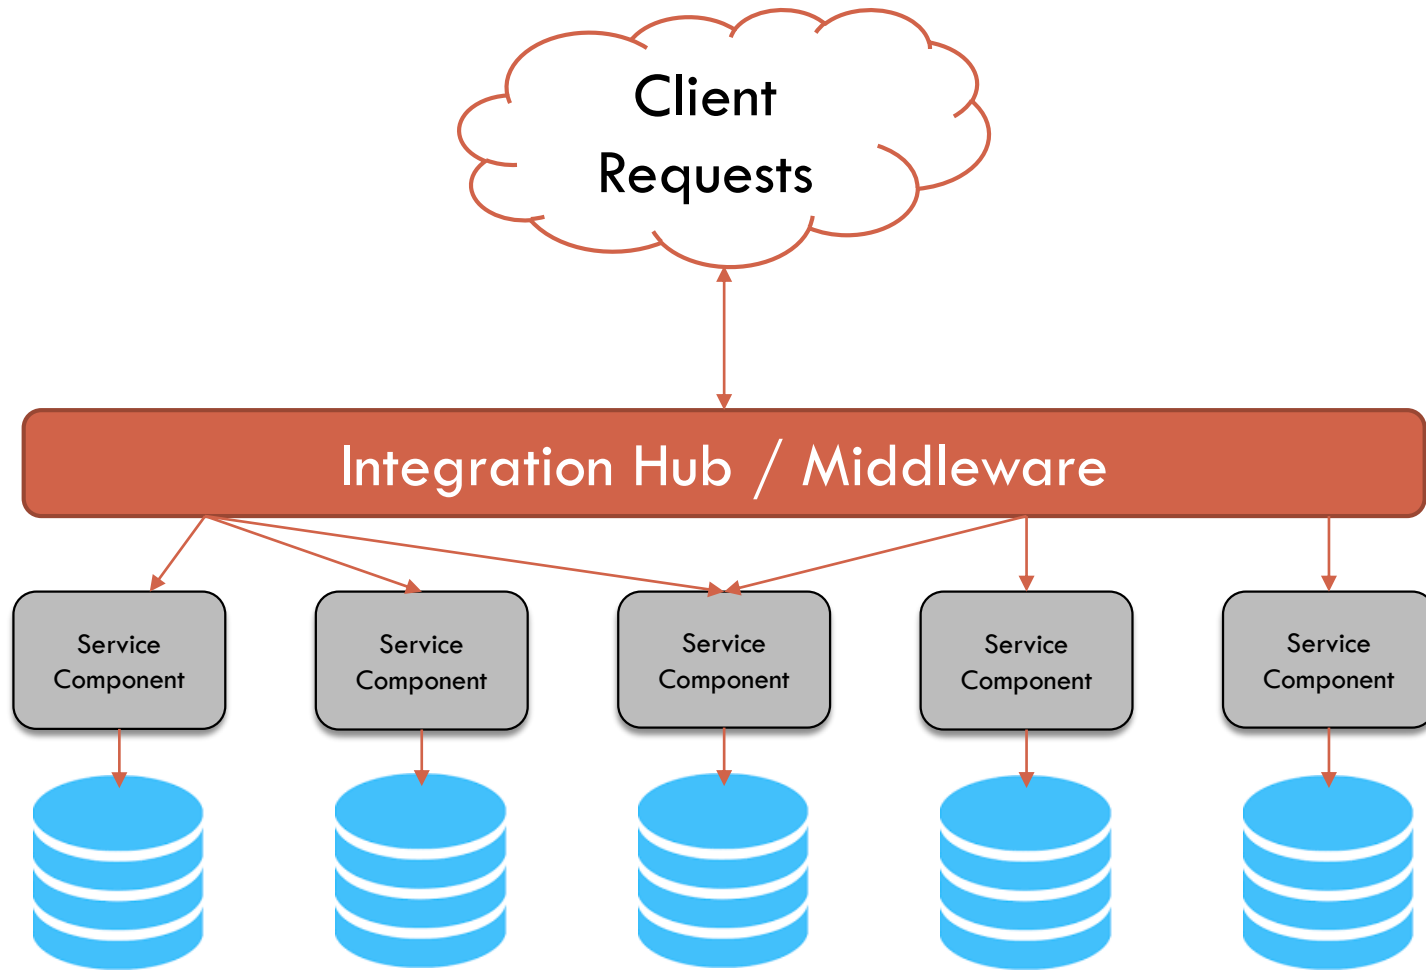 Client
Requests
Integration Hub / Middleware
Service
Component
Service
Component
Service
Component
Service
Component
Service
Component